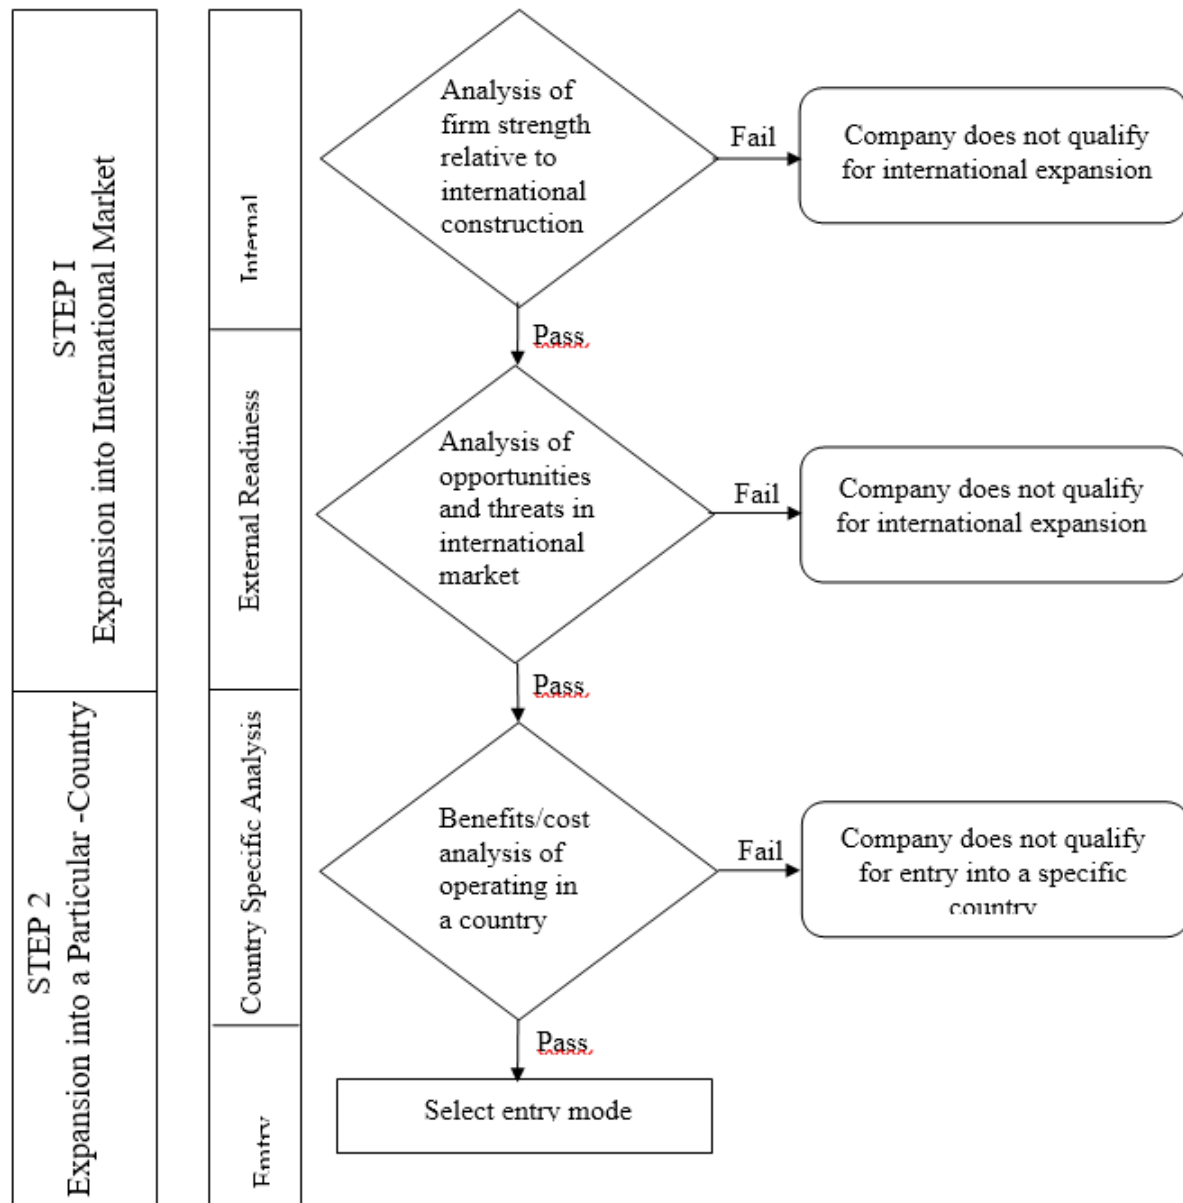 STEP I
Expansion into International Market
Internal
Analysis of
firm strength
relative to
international
construction
Fail
Company does not qualify
for international expansion
Pass
External Readiness
Analysis of
opportunities
and threats in
international
market
Fail
Company does not qualify
for international expansion
Pass
STEP 2
Expansion into a Particular -Country
Country Specific Analysis
Benefits/cost
analysis of
operating in
a country
Fail
Company does not qualify
for entry into a specific
country
Pass
Entry
Select entry mode